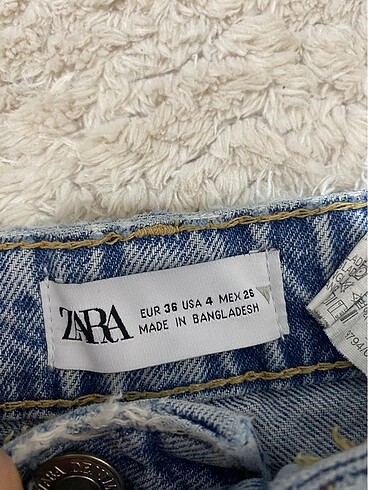 ZARA
EUR 36 USA 4 MEX 26
MADE IN BANGLADESH